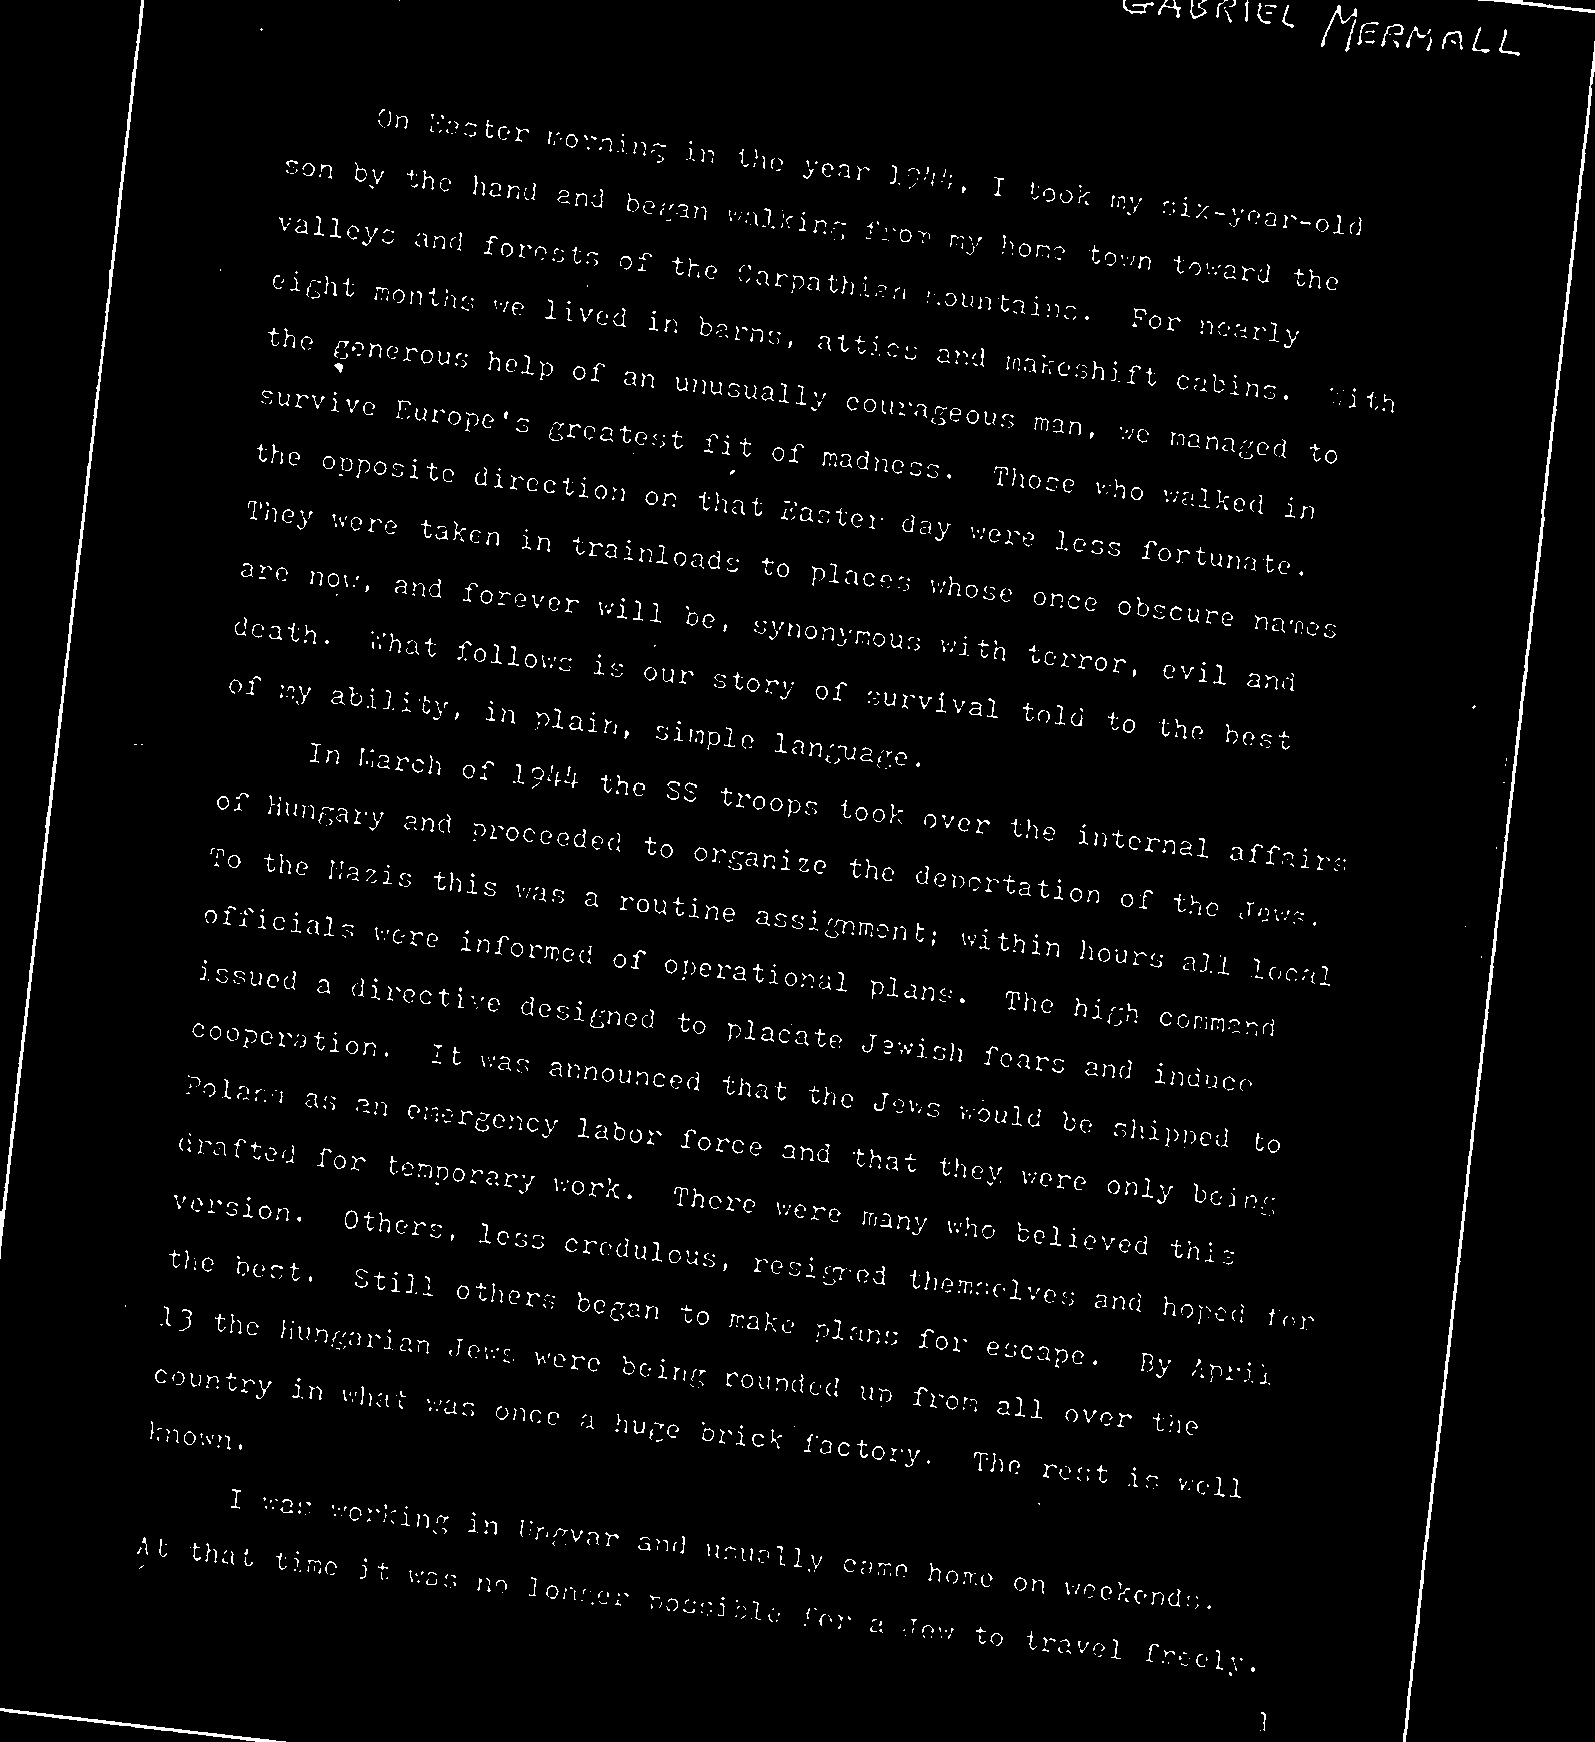 GABRIEL MERMALL
On Easter morning in the year 1944, I took my six-year-old
son by the hand and began walking from my home town toward the
valleys and forests of the Carpathian mountains.  For nearly
eight months we lived in barns, attics and makeshift cabins.  With
the generous help of an unusually courageous man, we managed to
survive Europe's greatest fit of madness.  Those who walked in
the opposite direction on that Easter day were less fortunate.
They were taken in trainloads to places whose once obscure names
are now, and forever will be, synonymous with terror, evil and
death.  What follows is our story of survival told to the best
of my ability, in plain, simple language.
In March of 1944 the SS troops took over the internal affairs
of Hungary and proceeded to organize the deportation of the Jews.
To the Nazis this was a routine assignment; within hours all local
officials were informed of operational plans.  The high command
issued a directive designed to placate Jewish fears and induce
cooperation.  It was announced that the Jews would be shipped to
Poland as an emergency labor force and that they were only being
drafted for temporary work.  There were many who believed this
version.  Others, less credulous, resigned themselves and hoped for
the best.  Still others began to make plans for escape.  By April
13 the Hungarian Jews were being rounded up from all over the
country in what was once a huge brick factory.  The rest is well
known.
I was working in Ungvar and usually came home on weekends.
At that time it was no longer possible for a Jew to travel freely.
1